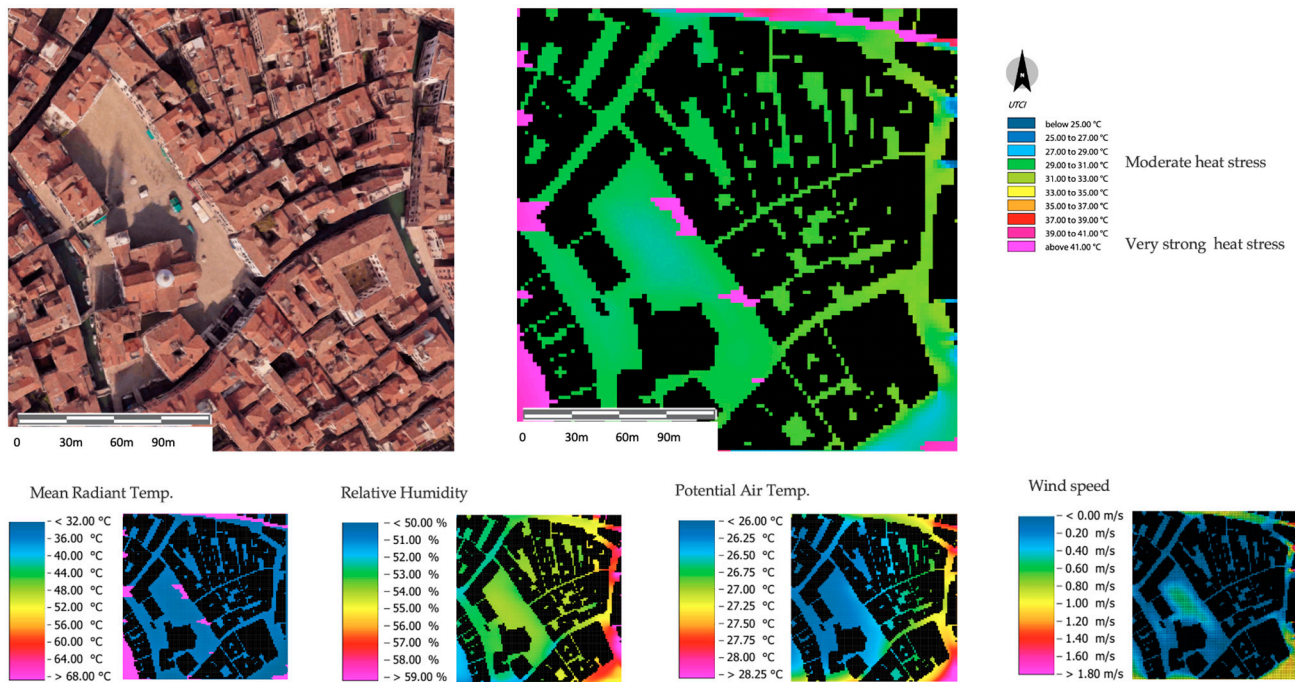 N
UTCI
below 25.00 °C
25.00 to 27.00 °C
27.00 to 29.00 °C
29.00 to 31.00 °C
31.00 to 33.00 °C
33.00 to 35.00 °C
35.00 to 37.00 °C
37.00 to 39.00 °C
39.00 to 41.00 °C
above 41.00 °C
Moderate heat stress
Very strong heat stress
0 30m 60m 90m
0 30m 60m 90m
Mean Radiant Temp.
< 32.00 °C
36.00 °C
40.00 °C
44.00 °C
48.00 °C
52.00 °C
56.00 °C
60.00 °C
64.00 °C
> 68.00 °C
Relative Humidity
< 50.00 %
51.00 %
52.00 %
53.00 %
54.00 %
55.00 %
56.00 %
57.00 %
58.00 %
> 59.00 %
Potential Air Temp.
< 26.00 °C
26.25 °C
26.50 °C
26.75 °C
27.00 °C
27.25 °C
27.50 °C
27.75 °C
28.00 °C
> 28.25 °C
Wind speed
< 0.00 m/s
0.20 m/s
0.40 m/s
0.60 m/s
0.80 m/s
1.00 m/s
1.20 m/s
1.40 m/s
1.60 m/s
> 1.80 m/s